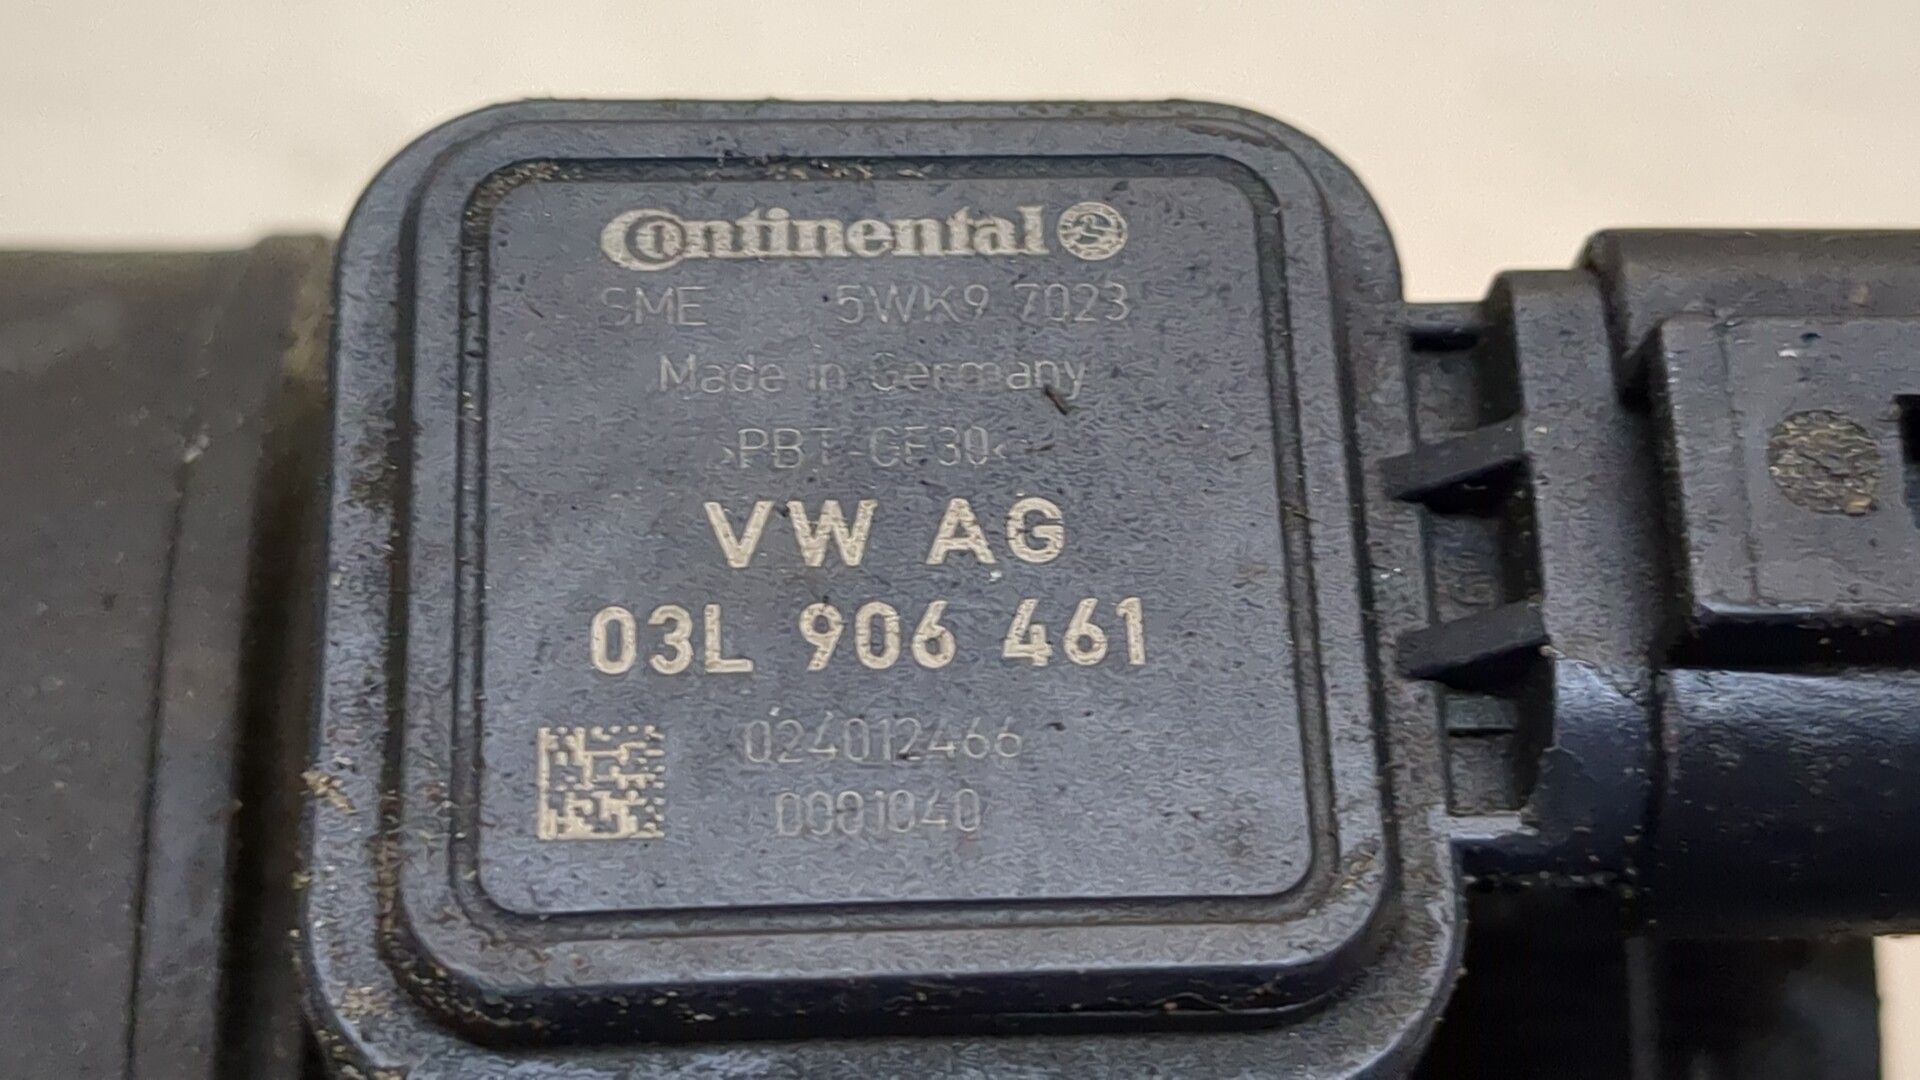 Continental
SME 5WK9 7023
Made in Germany
>PBT-GF30<
VW AG
03L 906 461
024012466
0001040